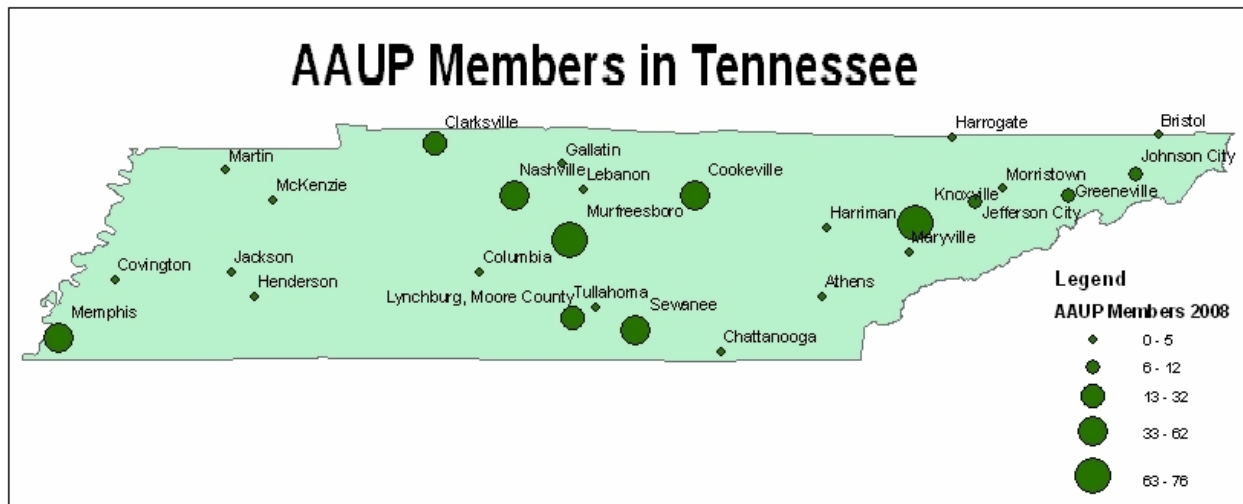 AAUP Members in Tennessee
Clarksville
Harrogate
Bristol
Martin
Gallatin
Johnson City
McKenzie
Nashville
Lebanon
Cookeville
Morristown
Knoxville
Greeneville
Murfreesboro
Harriman
Jefferson City
Maryville
Covington
Jackson
Columbia
Henderson
Athens
Lynchburg, Moore County
Tullahoma
Sewanee
Memphis
Chattanooga
Legend
AAUP Members 2008
0 - 5
6 - 12
13 - 32
33 - 62
63 - 76